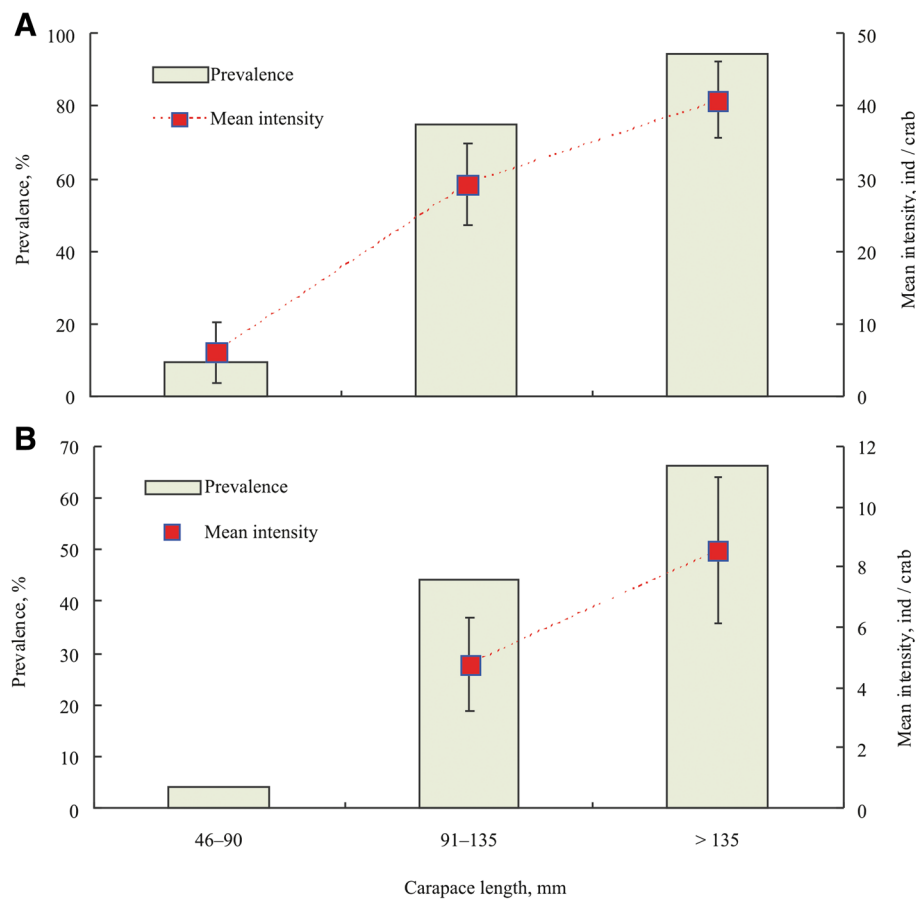 A
Prevalence, %
100
80
60
40
20
0
Prevalence
Mean intensity
50
40
30
20
10
0
Mean intensity, ind / crab
B
Prevalence, %
70
60
50
40
30
20
10
0
Prevalence
Mean intensity
12
10
8
6
4
2
0
Mean intensity, ind / crab
46–90 91–135 > 135
Carapace length, mm